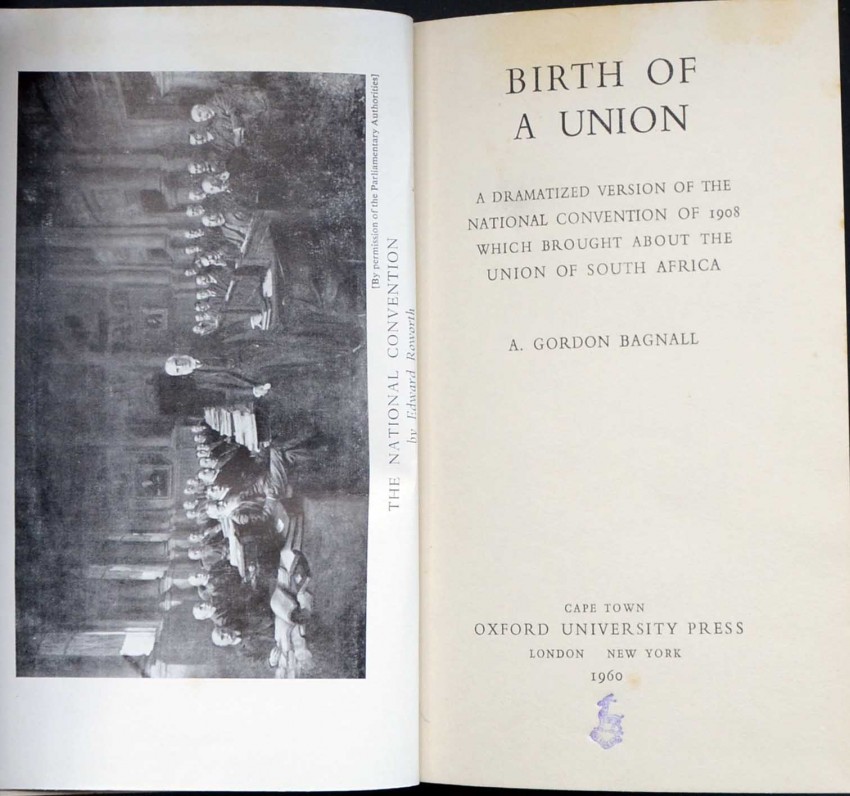 [By permission of the Parliamentary Authorities]
THE NATIONAL CONVENTION
by Edward Roworth
BIRTH OF
A UNION
A DRAMATIZED VERSION OF THE
NATIONAL CONVENTION OF 1908
WHICH BROUGHT ABOUT THE
UNION OF SOUTH AFRICA
A. GORDON BAGNALL
CAPE TOWN
OXFORD UNIVERSITY PRESS
LONDON NEW YORK
1960